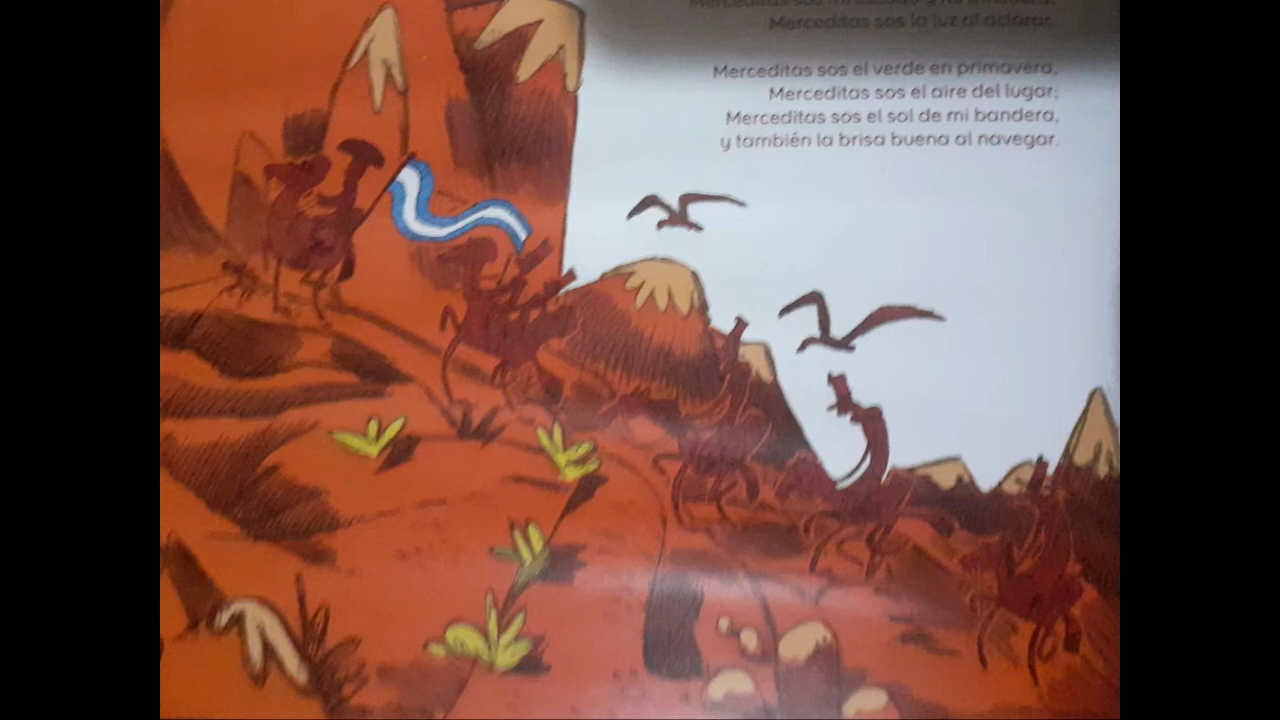 Merceditas sos la luz al aclarar.
Merceditas sos el verde en primavera,
Merceditas sos el aire del lugar;
Merceditas sos el sol de mi bandera,
y también la brisa buena al navegar.